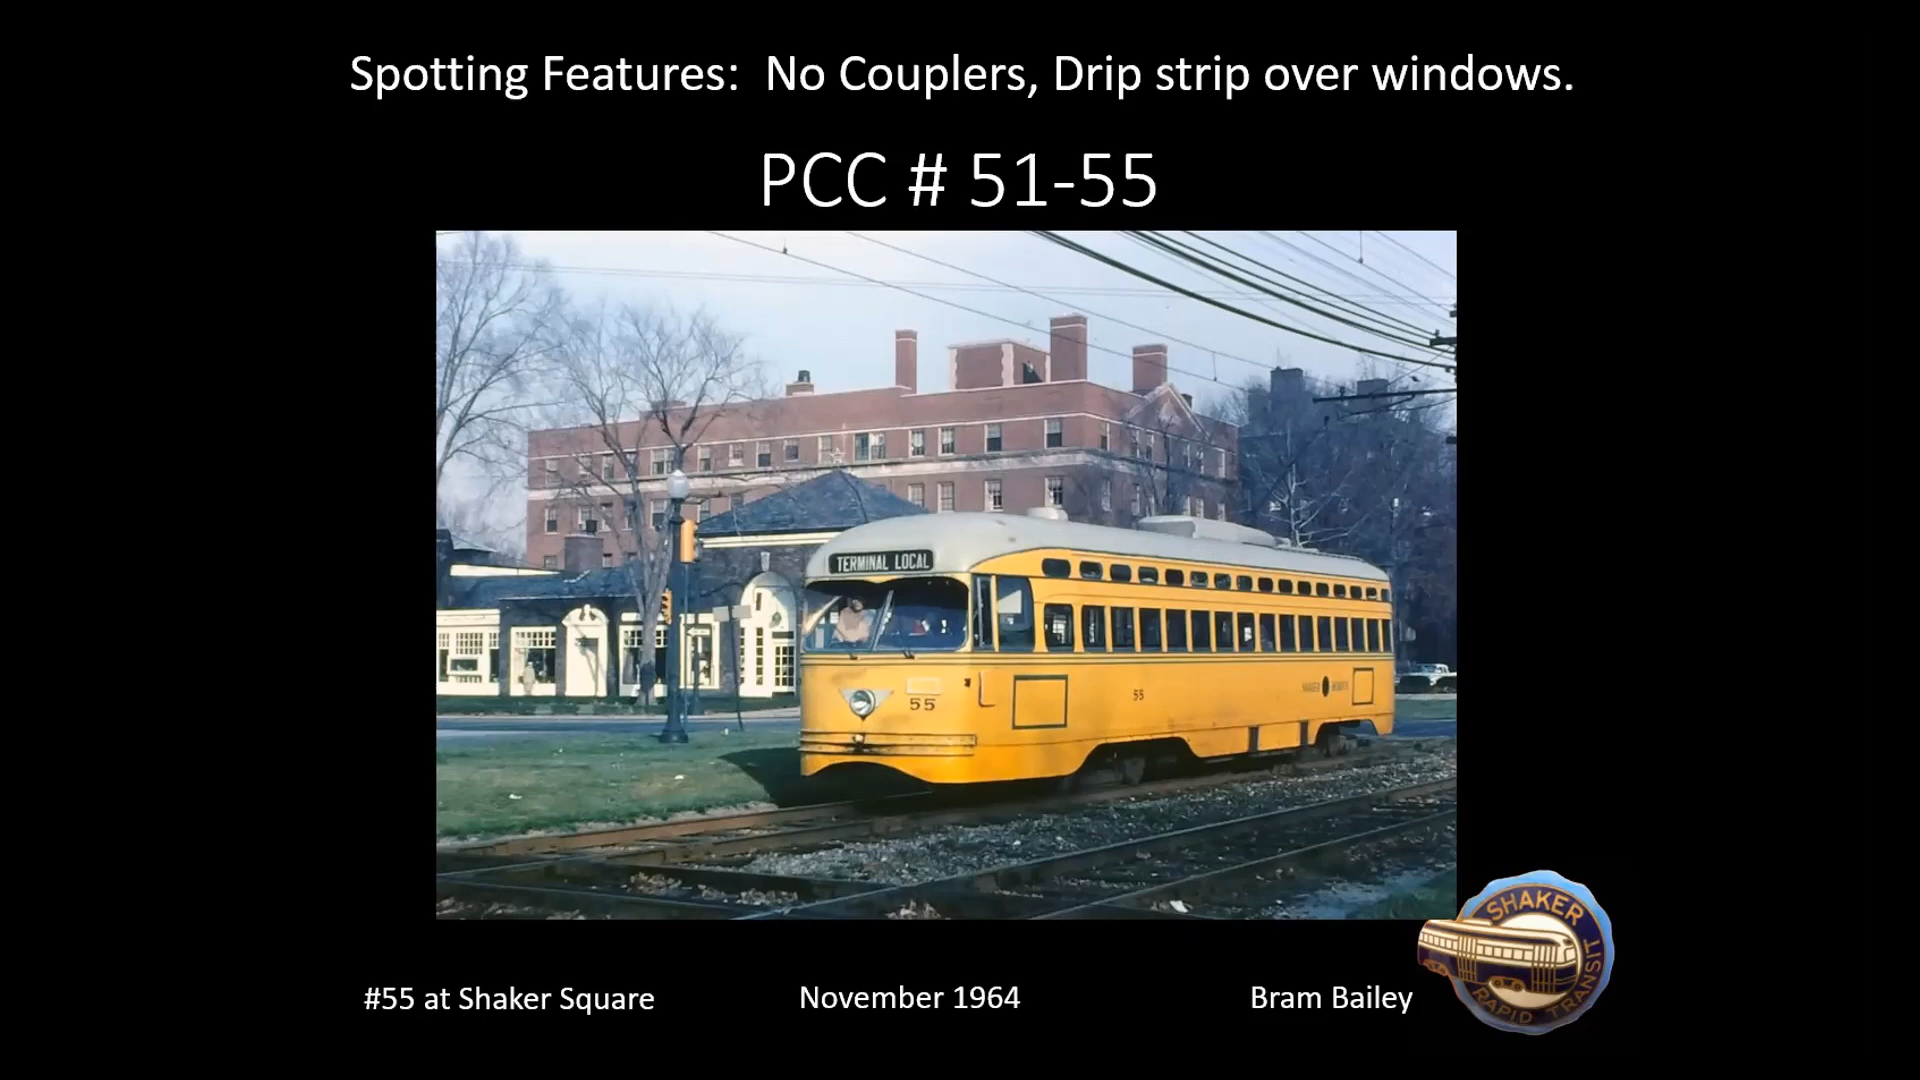 Spotting Features:  No Couplers, Drip strip over windows.
PCC # 51-55
TERMINAL LOCAL
55
55
#55 at Shaker Square
November 1964
Bram Bailey
SHAKER
RAPID TRANSIT